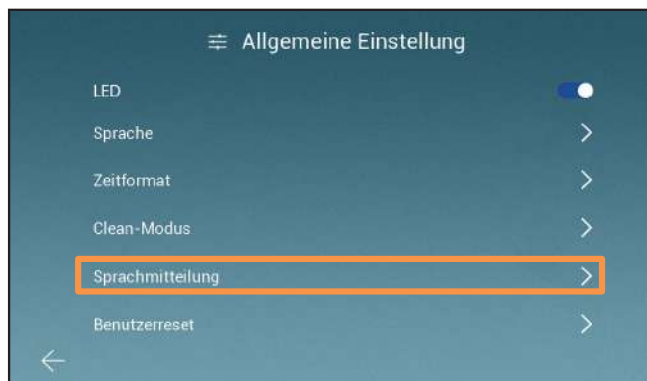 Allgemeine Einstellung
LED
Sprache
Zeitformat
Clean-Modus
Sprachmitteilung
Benutzerreset